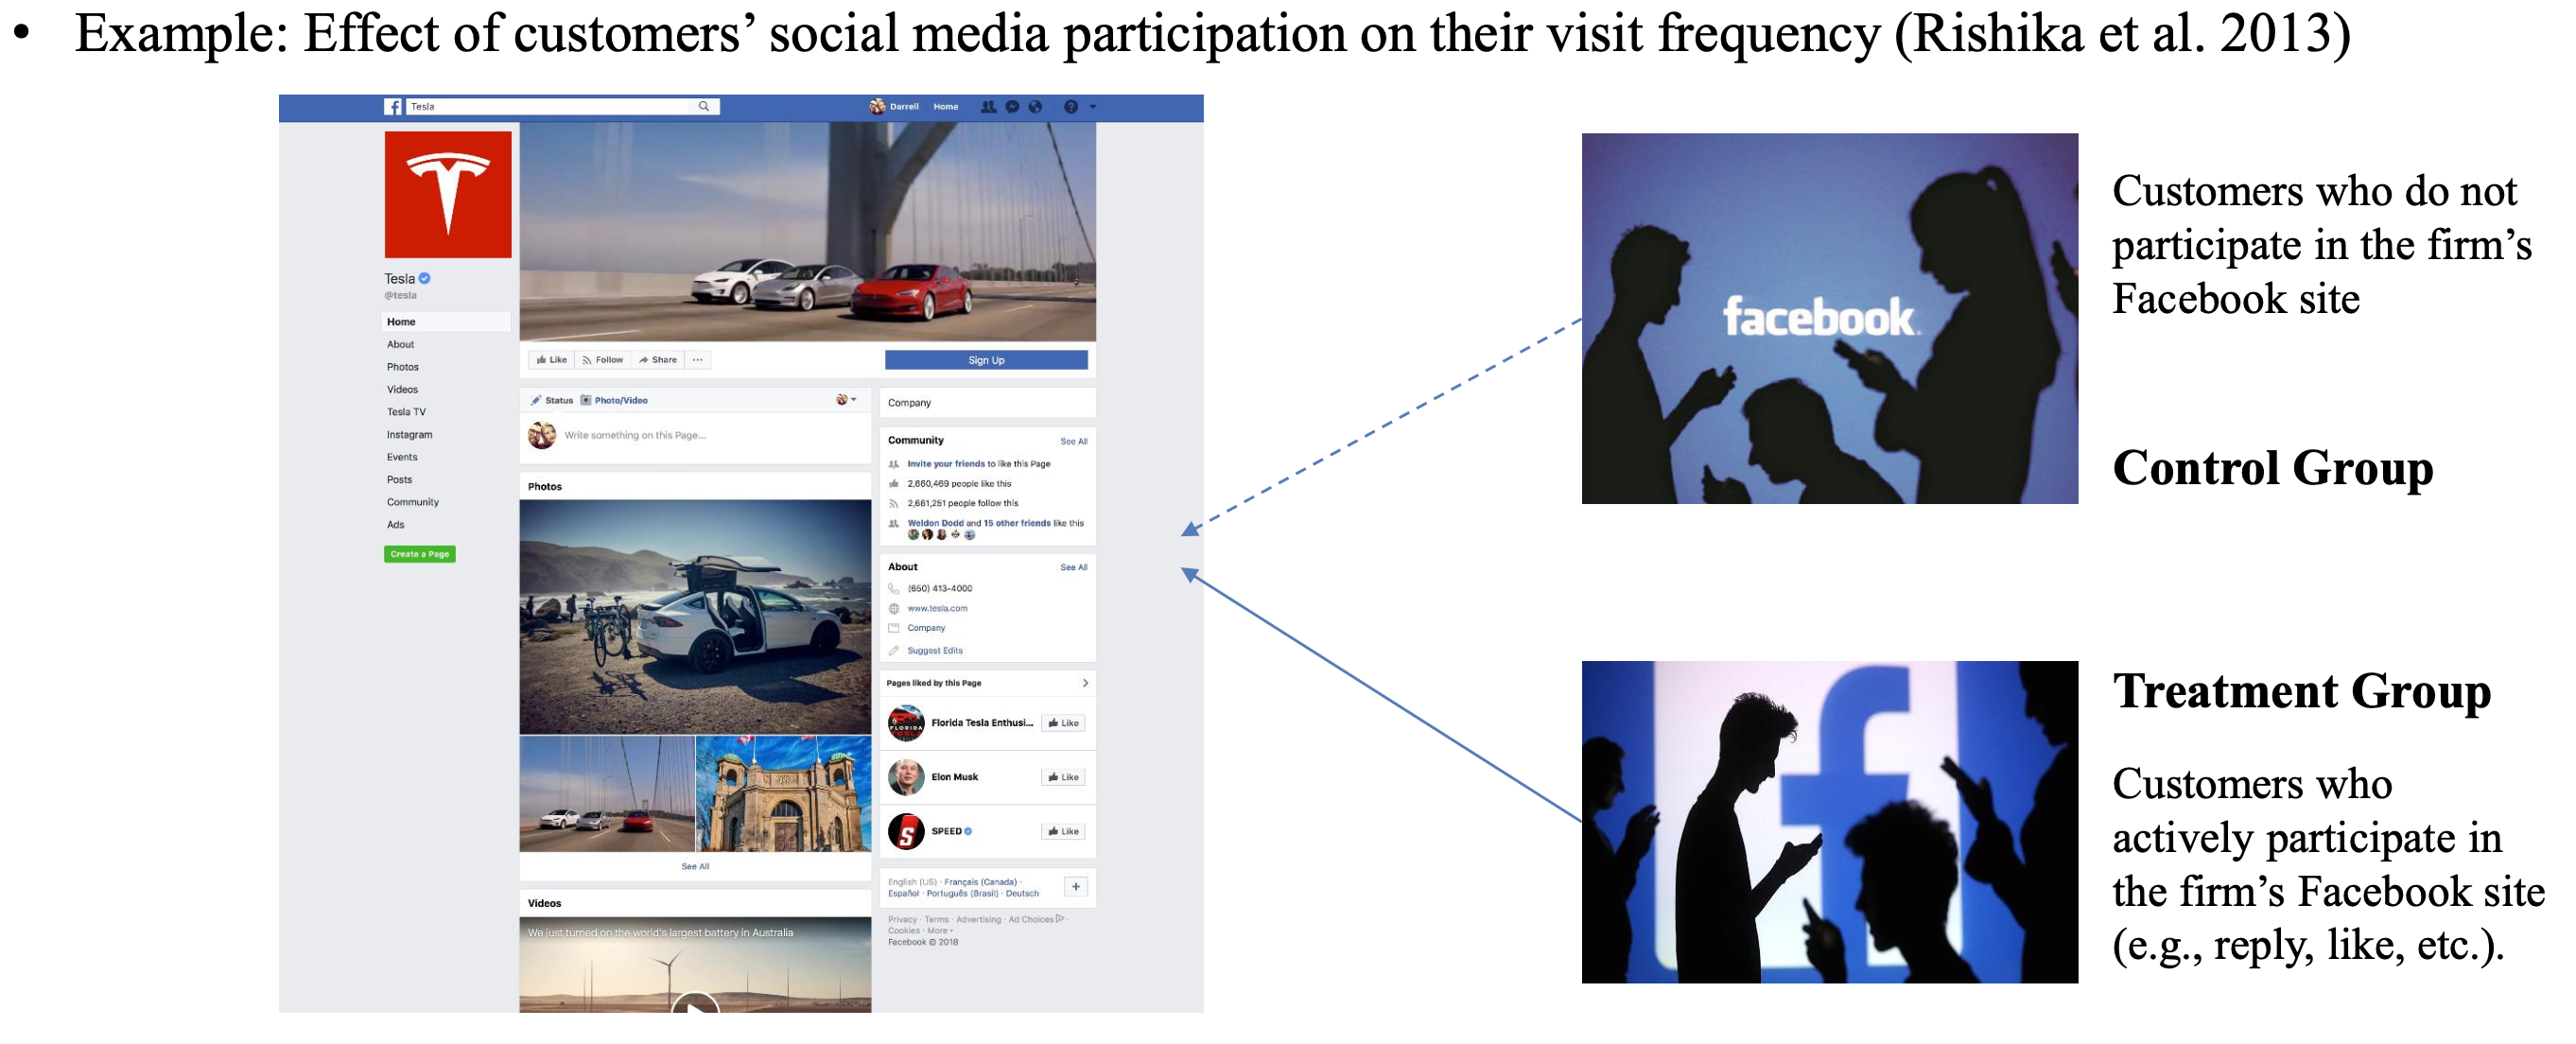 • Example: Effect of customers’ social media participation on their visit frequency (Rishika et al. 2013)
Tesla
Darrell Home
Tesla
@tesla
Home
About
Photos
Videos
Tesla TV
Instagram
Events
Posts
Community
Ads
Create a Page
Like Follow Share ...
Sign Up
Status Photo/Video
Write something on this Page...
Photos
See All
Videos
We just turned on the world's largest battery in Australia
Company
Community See All
Invite your friends to like this Page
2,660,469 people like this
2,661,251 people follow this
Weldon Dodd and 15 other friends like this
About See All
(650) 413-4000
www.tesla.com
Company
Suggest Edits
Pages liked by this Page
FLORIDA
Florida Tesla Enthusi... Like
Elon Musk Like
SPEED Like
English (US) · Français (Canada) ·
Español · Português (Brasil) · Deutsch
Privacy · Terms · Advertising · Ad Choices ·
Cookies · More
Facebook © 2018
facebook
Customers who do not
participate in the firm’s
Facebook site
Control Group
Treatment Group
Customers who
actively participate in
the firm’s Facebook site
(e.g., reply, like, etc.).